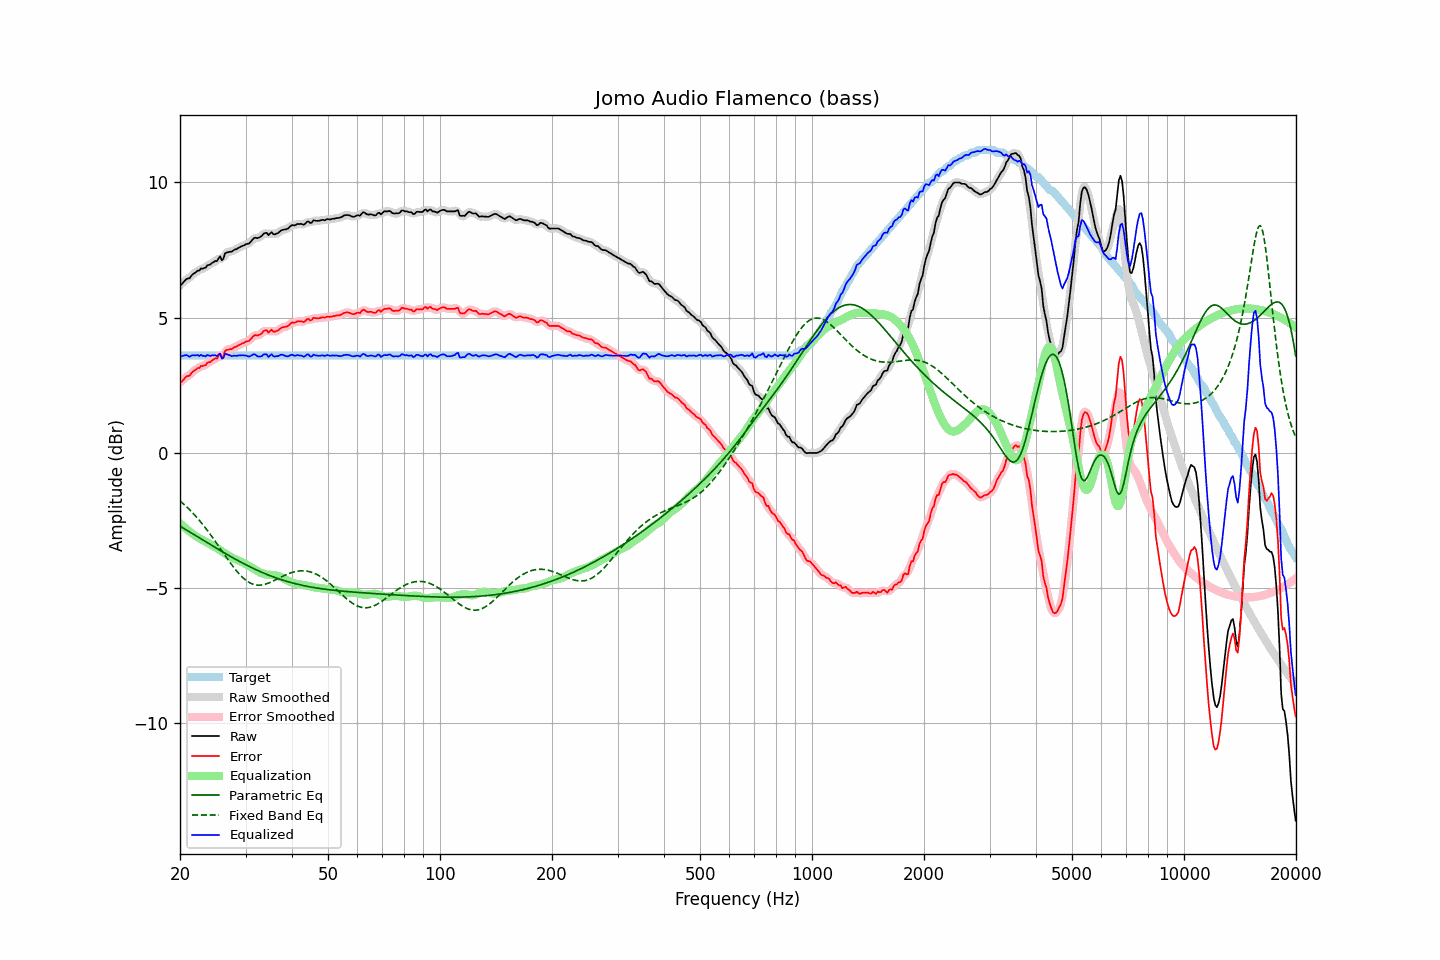 Jomo Audio Flamenco (bass)
Amplitude (dBr)
10
5
0
−5
−10
Target
Raw Smoothed
Error Smoothed
Raw
Error
Equalization
Parametric Eq
Fixed Band Eq
Equalized
20 50 100 200 500 1000 2000 5000 10000 20000
Frequency (Hz)